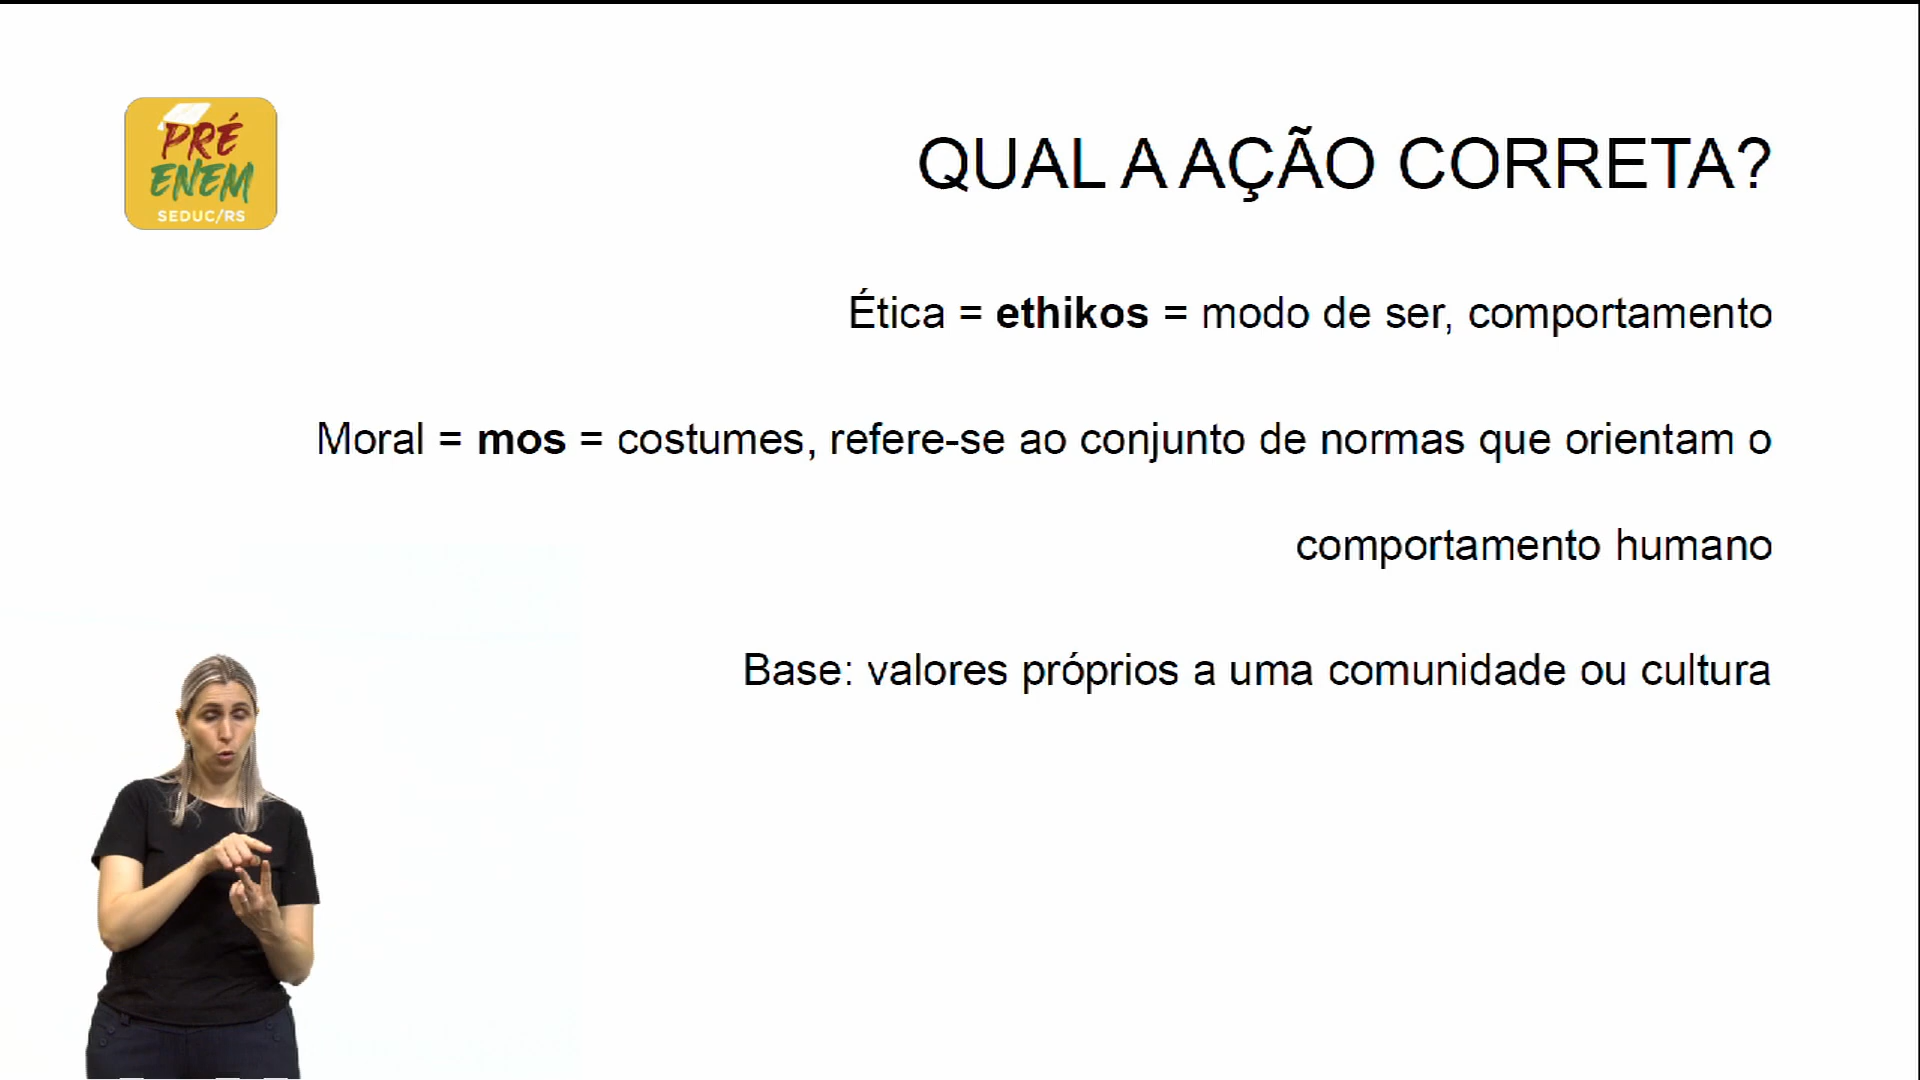 PRÉ
ENEM
SEDUC/RS
QUAL A AÇÃO CORRETA?
Ética = ethikos = modo de ser, comportamento
Moral = mos = costumes, refere-se ao conjunto de normas que orientam o
comportamento humano
Base: valores próprios a uma comunidade ou cultura